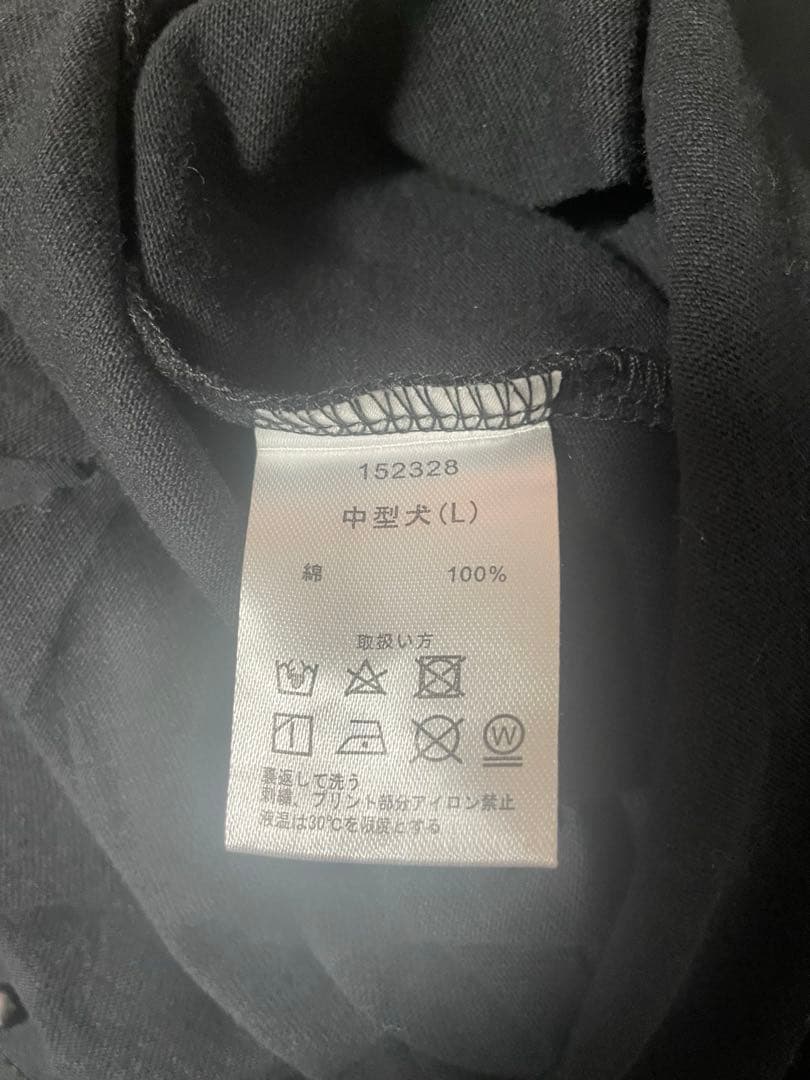 152328
中型犬(L)
綿 100%
取扱い方
W
裏返して洗う
刺繍、プリント部分アイロン禁止
液温は30℃を限度とする